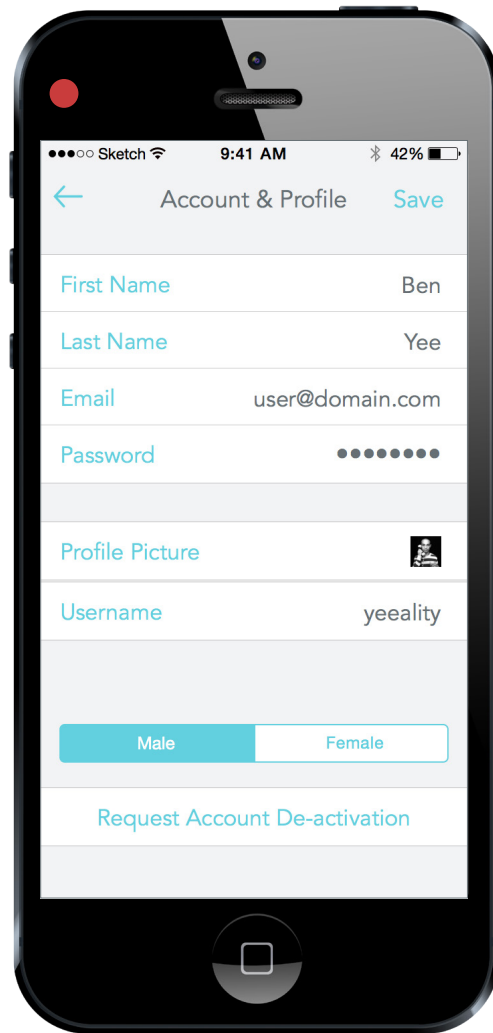 Sketch 9:41 AM 42%
Account & Profile Save
First Name Ben
Last Name Yee
Email user@domain.com
Password ●●●●●●●●
Profile Picture
Username yeeality
Male Female
Request Account De-activation